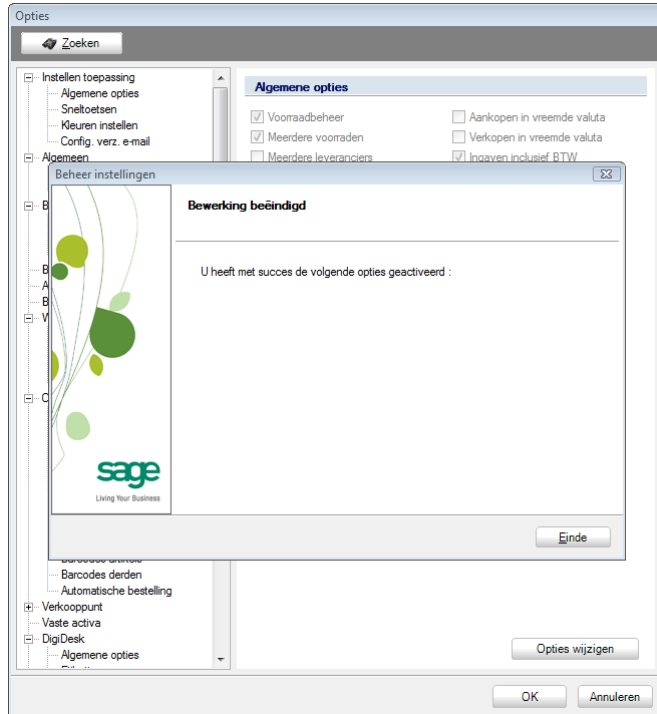 Opties
Zoeken
Instellen toepassing
Algemene opties
Sneltoetsen
Kleuren instellen
Config. verz. e-mail
Algemeen
B
B
A
B
V
C
Barcodes derden
Automatische bestelling
Verkooppunt
Vaste activa
DigiDesk
Algemene opties
Algemene opties
Voorraadbeheer
Aankopen in vreemde valuta
Meerdere voorraden
Verkopen in vreemde valuta
Meerdere leveranciers
Ingaven inclusief BTW
Beheer instellingen
Bewerking beëindigd
U heeft met succes de volgende opties geactiveerd :
sage
Living Your Business
Einde
Opties wijzigen
OK
Annuleren